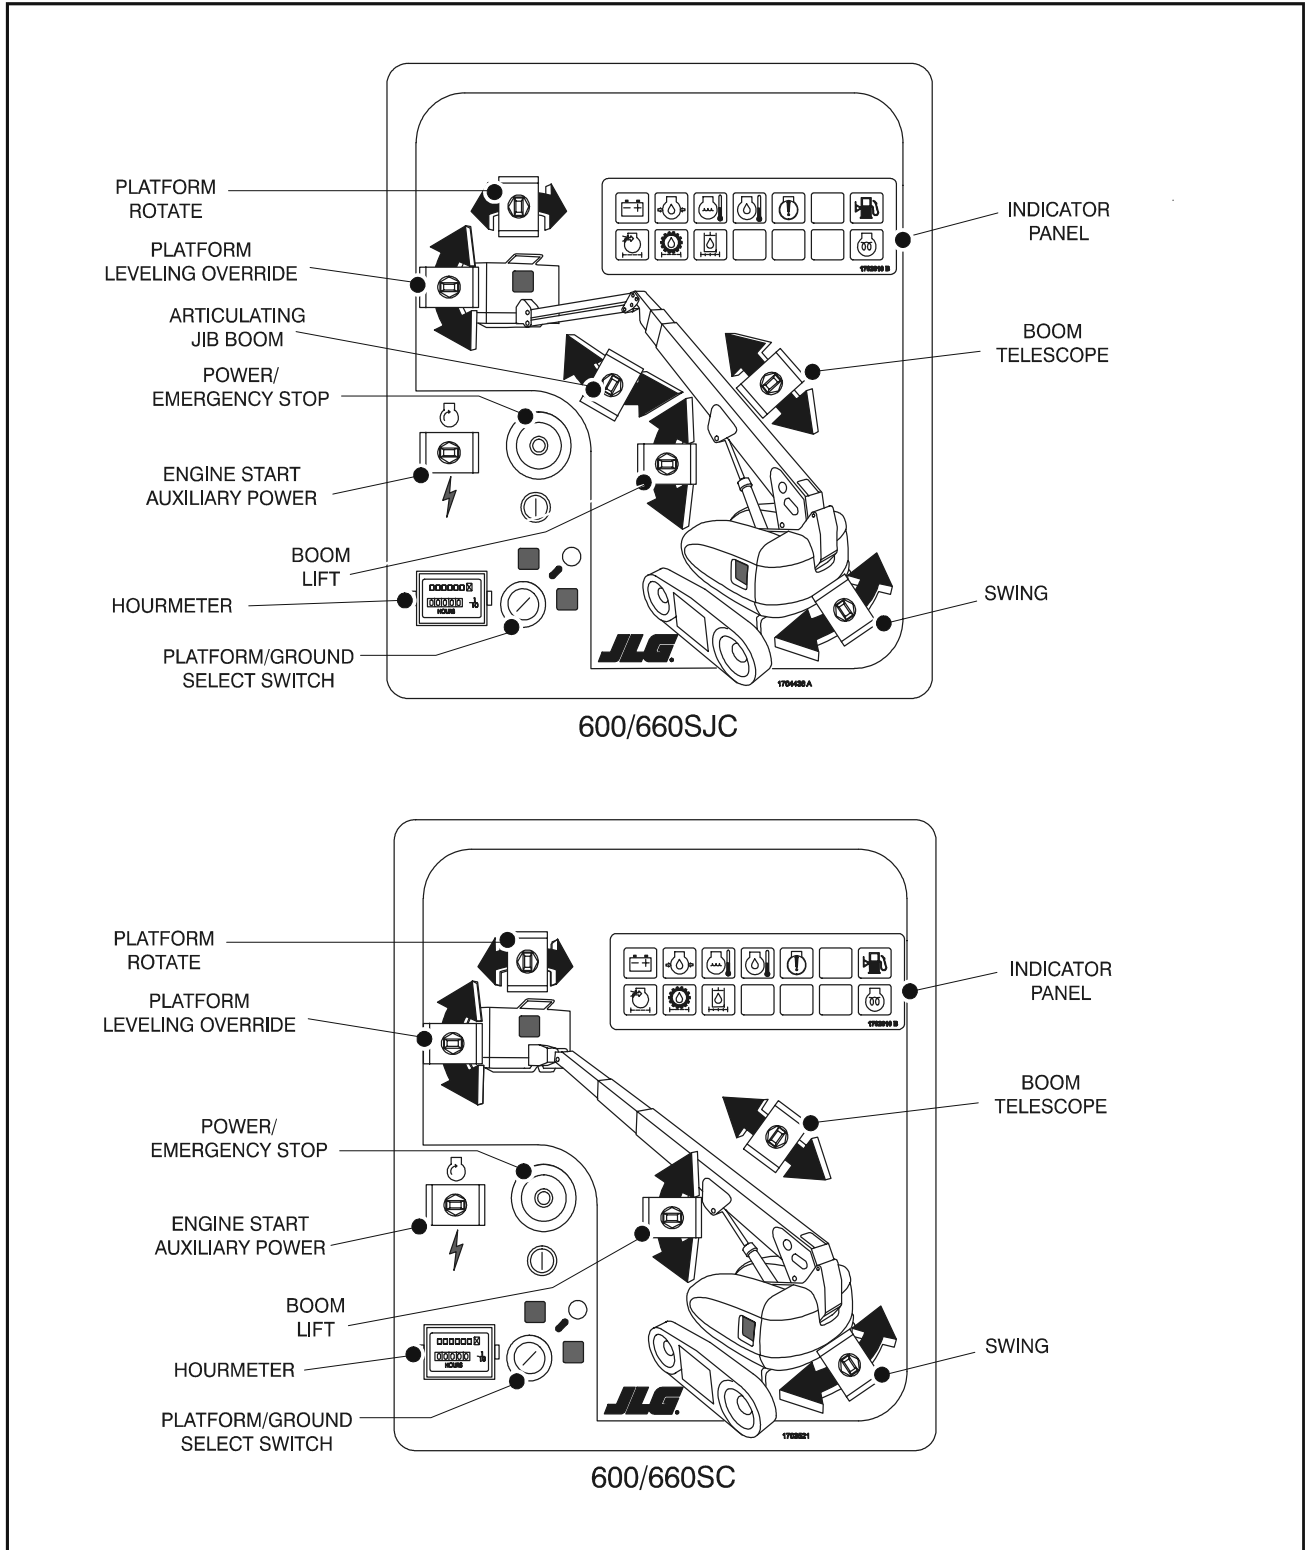 PLATFORM
ROTATE
PLATFORM
LEVELING OVERRIDE
ARTICULATING
JIB BOOM
POWER/
EMERGENCY STOP
ENGINE START
AUXILIARY POWER
BOOM
LIFT
HOURMETER
PLATFORM/GROUND
SELECT SWITCH
INDICATOR
PANEL
BOOM
TELESCOPE
SWING
HOURS
JLG
600/660SJC
PLATFORM
ROTATE
PLATFORM
LEVELING OVERRIDE
POWER/
EMERGENCY STOP
ENGINE START
AUXILIARY POWER
BOOM
LIFT
HOURMETER
PLATFORM/GROUND
SELECT SWITCH
INDICATOR
PANEL
BOOM
TELESCOPE
SWING
HOURS
JLG
600/660SC